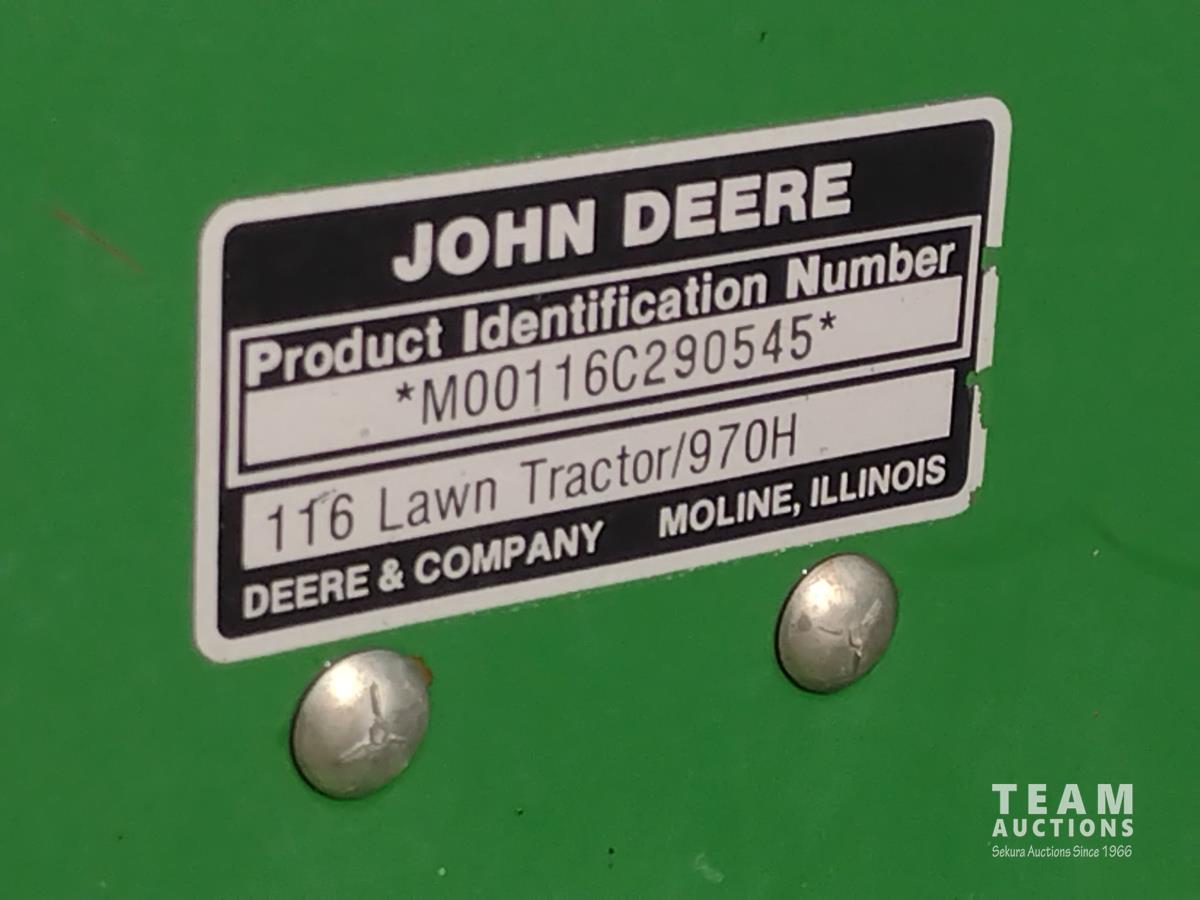 JOHN DEERE
Product Identification Number
*M00116C290545*
116 Lawn Tractor/970H
DEERE & COMPANY MOLINE, ILLINOIS
TEAM
AUCTIONS
Sekura Auctions Since 1966